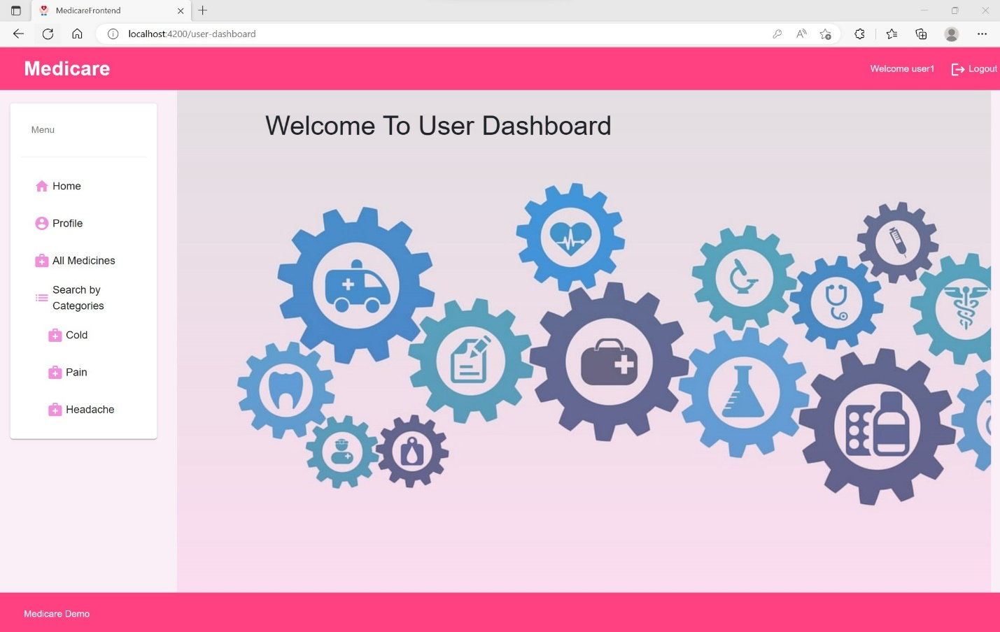 MedicareFrontend
localhost:4200/user-dashboard
Medicare
Welcome user1
Logout
Menu
Welcome To User Dashboard
Home
Profile
All Medicines
Search by
Categories
Cold
Pain
Headache
Medicare Demo